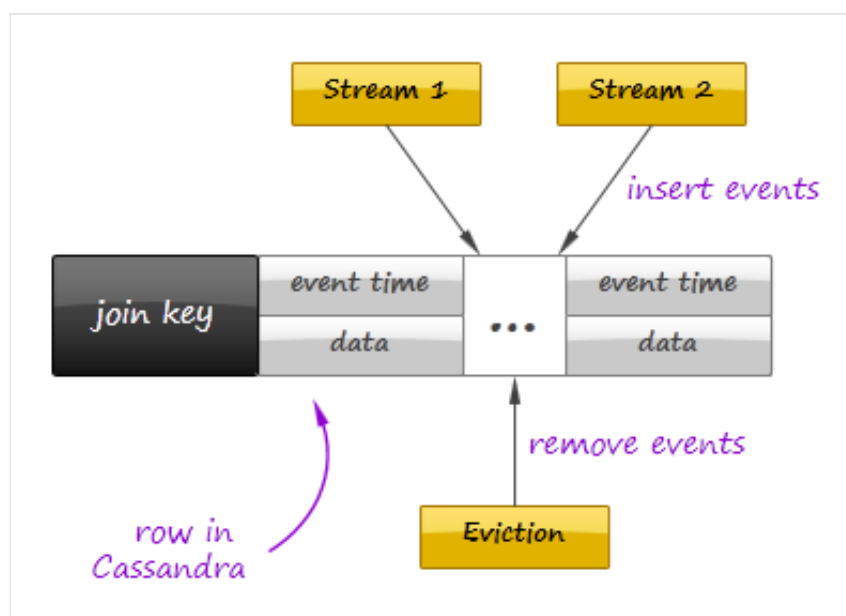 Stream 1
Stream 2
insert events
join key
event time
data
...
event time
data
remove events
Eviction
row in
Cassandra